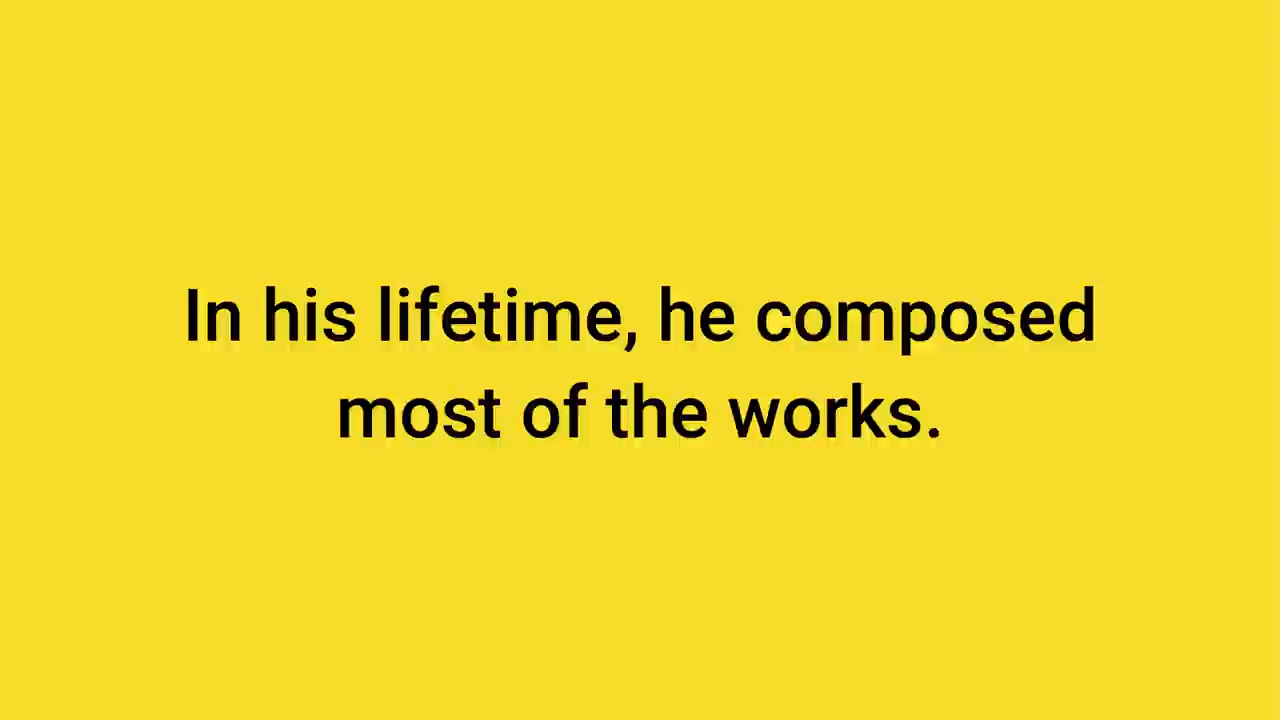 In his lifetime, he composed
most of the works.